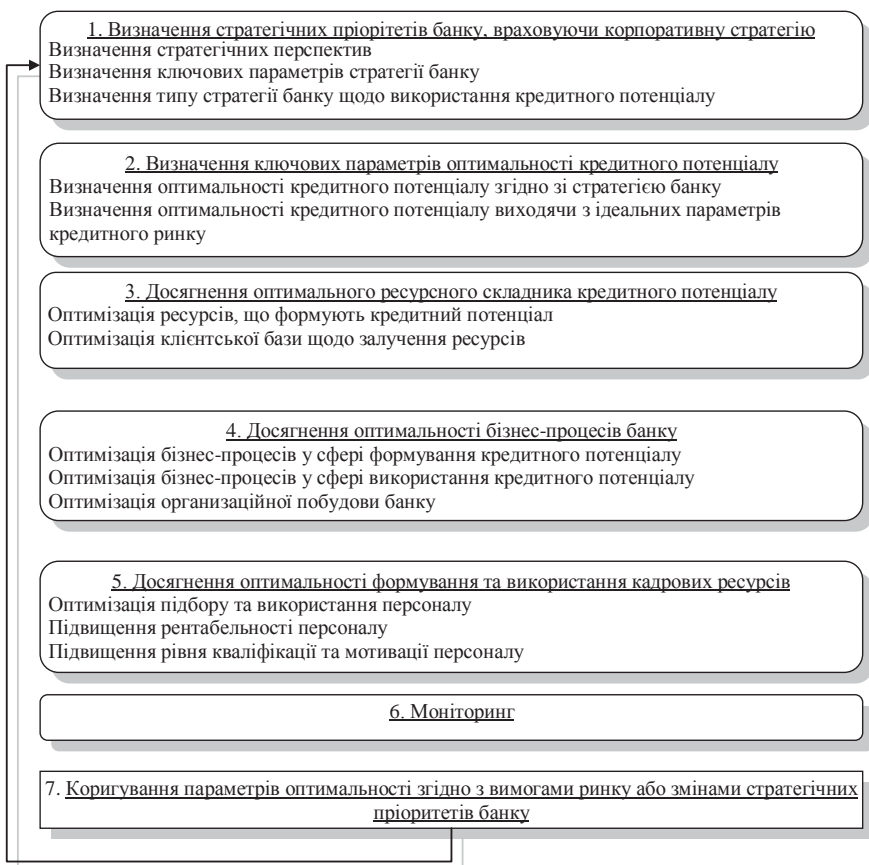 1. Визначення стратегічних пріорітетів банку, враховуючи корпоративну стратегію
Визначення стратегічних перспектив
Визначення ключових параметрів стратегії банку
Визначення типу стратегії банку щодо використання кредитного потенціалу
2. Визначення ключових параметрів оптимальності кредитного потенціалу
Визначення оптимальності кредитного потенціалу згідно зі стратегією банку
Визначення оптимальності кредитного потенціалу виходячи з ідеальних параметрів
кредитного ринку
3. Досягнення оптимального ресурсного складника кредитного потенціалу
Оптимізація ресурсів, що формують кредитний потенціал
Оптимізація клієнтської бази щодо залучення ресурсів
4. Досягнення оптимальності бізнес-процесів банку
Оптимізація бізнес-процесів у сфері формування кредитного потенціалу
Оптимізація бізнес-процесів у сфері використання кредитного потенціалу
Оптимізація організаційної побудови банку
5. Досягнення оптимальності формування та використання кадрових ресурсів
Оптимізація підбору та використання персоналу
Підвищення рентабельності персоналу
Підвищення рівня кваліфікації та мотивації персоналу
6. Моніторинг
7. Коригування параметрів оптимальності згідно з вимогами ринку або змінами стратегічних
пріоритетів банку